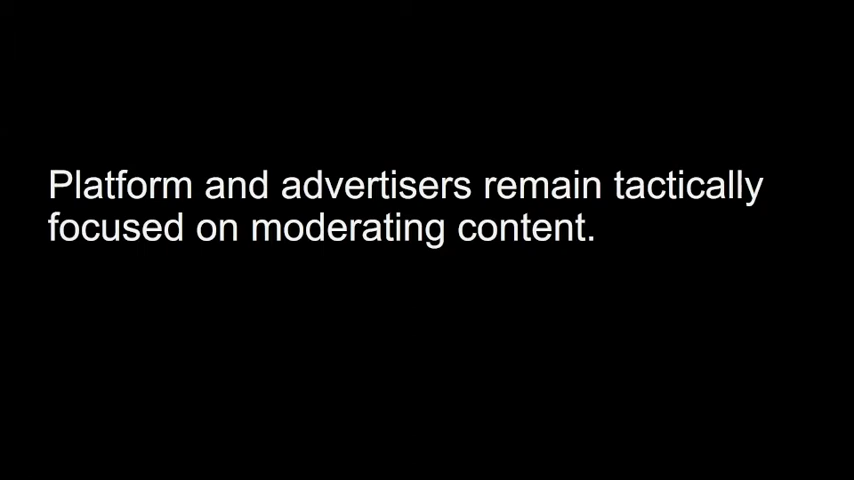 Platform and advertisers remain tactically
focused on moderating content.